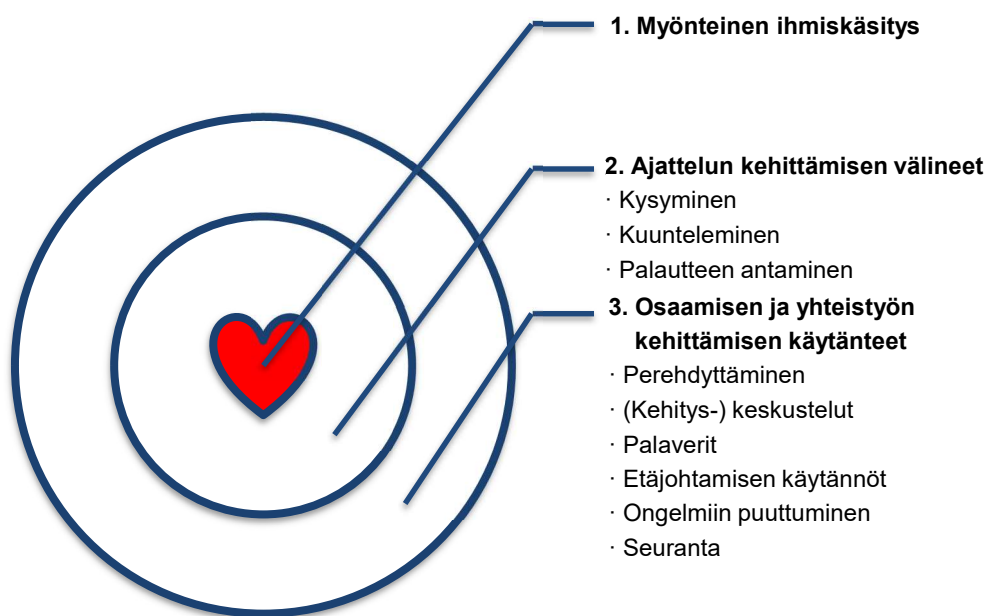 1. Myönteinen ihmiskäsitys
2. Ajattelun kehittämisen välineet
· Kysyminen
· Kuunteleminen
· Palautteen antaminen
3. Osaamisen ja yhteistyön
kehittämisen käytänteet
· Perehdyttäminen
· (Kehitys-) keskustelut
· Palaverit
· Etäjohtamisen käytännöt
· Ongelmiin puuttuminen
· Seuranta